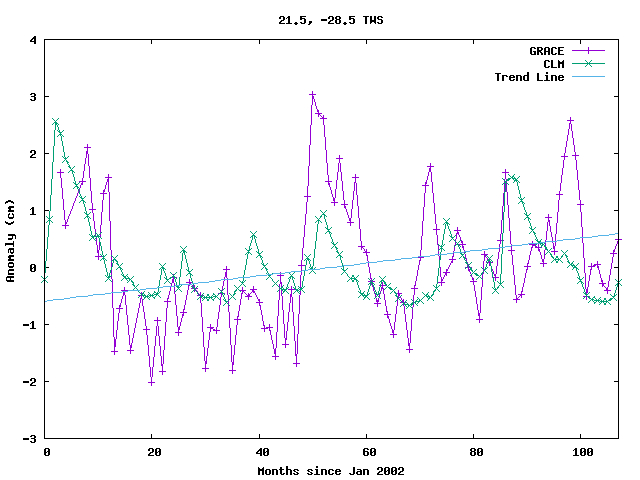 21.5, -28.5 TWS
GRACE
CLM
Trend Line
4
3
2
1
0
-1
-2
-3
Anomaly (cm)
0 20 40 60 80 100
Months since Jan 2002